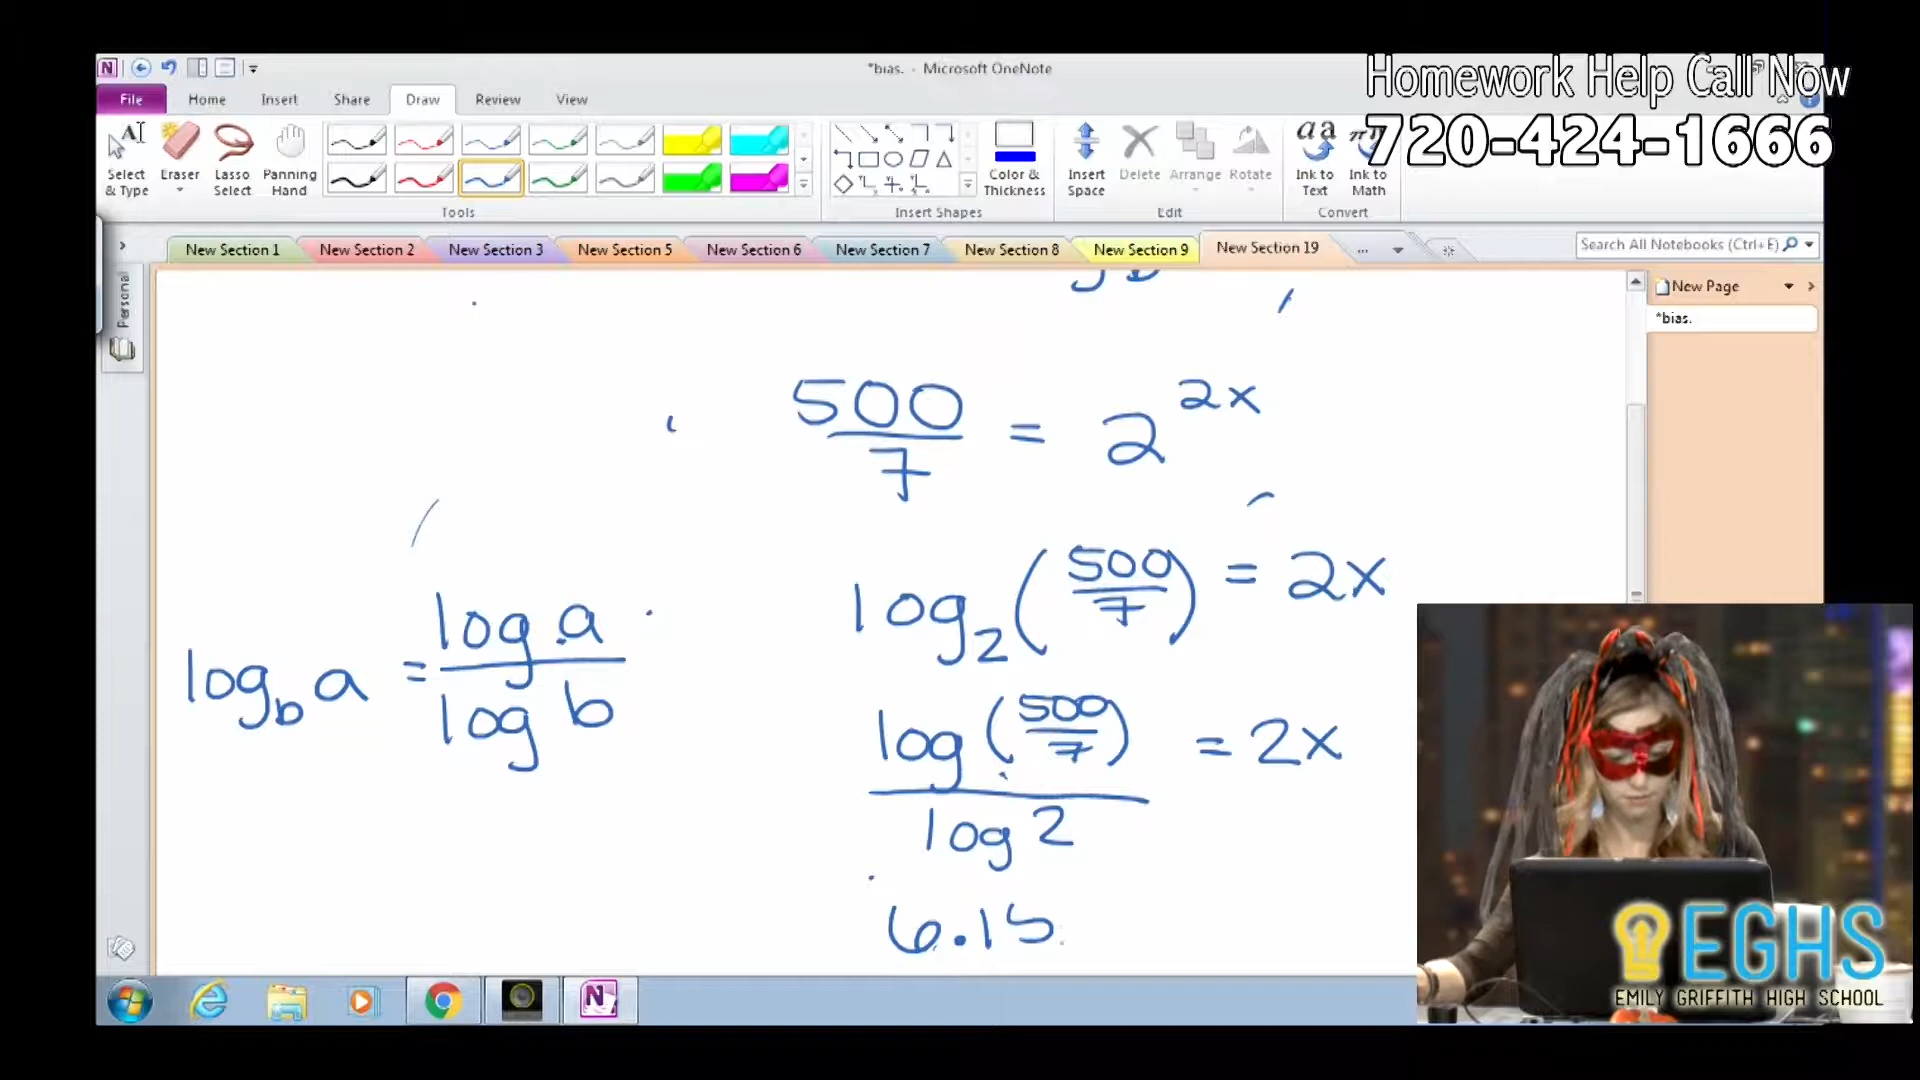 *bias. - Microsoft OneNote
Homework Help Call Now
720-424-1666
File Home Insert Share Draw Review View
Select & Type
Eraser
Lasso Select
Panning Hand
Color & Thickness
Insert Space
Delete
Arrange
Rotate
Ink to Text
Ink to Math
Tools
Insert Shapes
Edit
Convert
New Section 1 New Section 2 New Section 3 New Section 5 New Section 6 New Section 7 New Section 8 New Section 9 New Section 19 ...
Search All Notebooks (Ctrl+E)
Personal
New Page
*bias.
500/7 = 2^2x
log_2 (500/7) = 2x
log_b a = log a / log b
log (500/7) / log 2 = 2x
6.15
EGHS
EMILY GRIFFITH HIGH SCHOOL